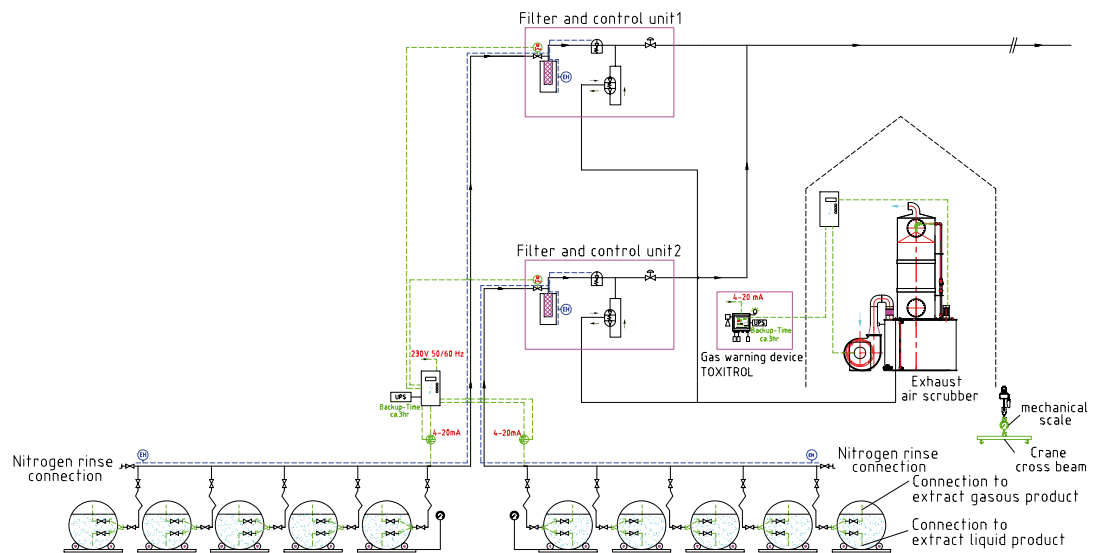 Filter and control unit1
M
EH
Filter and control unit2
M
EH
4-20 mA
UPS
Backup-Time
ca.3hr
Gas warning device
TOXITROL
230V 50/60 Hz
UPS
Backup-Time
ca.3hr
4-20mA
4-20mA
Exhaust
air scrubber
mechanical
scale
Crane
cross beam
EH
EH
Nitrogen rinse
connection
Nitrogen rinse
connection
Connection to
extract gasous product
Connection to
extract liquid product